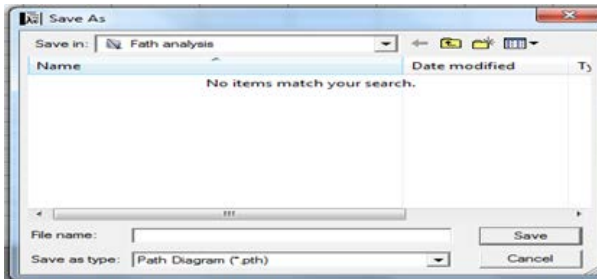 Save As
Save in: Fath analysis
Name Date modified Ty
No items match your search.
File name: Save
Save as type: Path Diagram (*.pth) Cancel